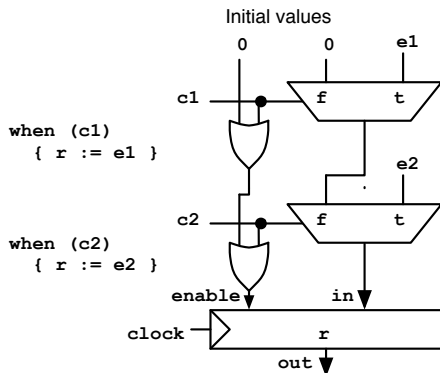 Initial values
0 0 e1
c1 f t
when (c1)
{ r := e1 }
e2
c2 f t
when (c2)
{ r := e2 }
enable in
clock r
out